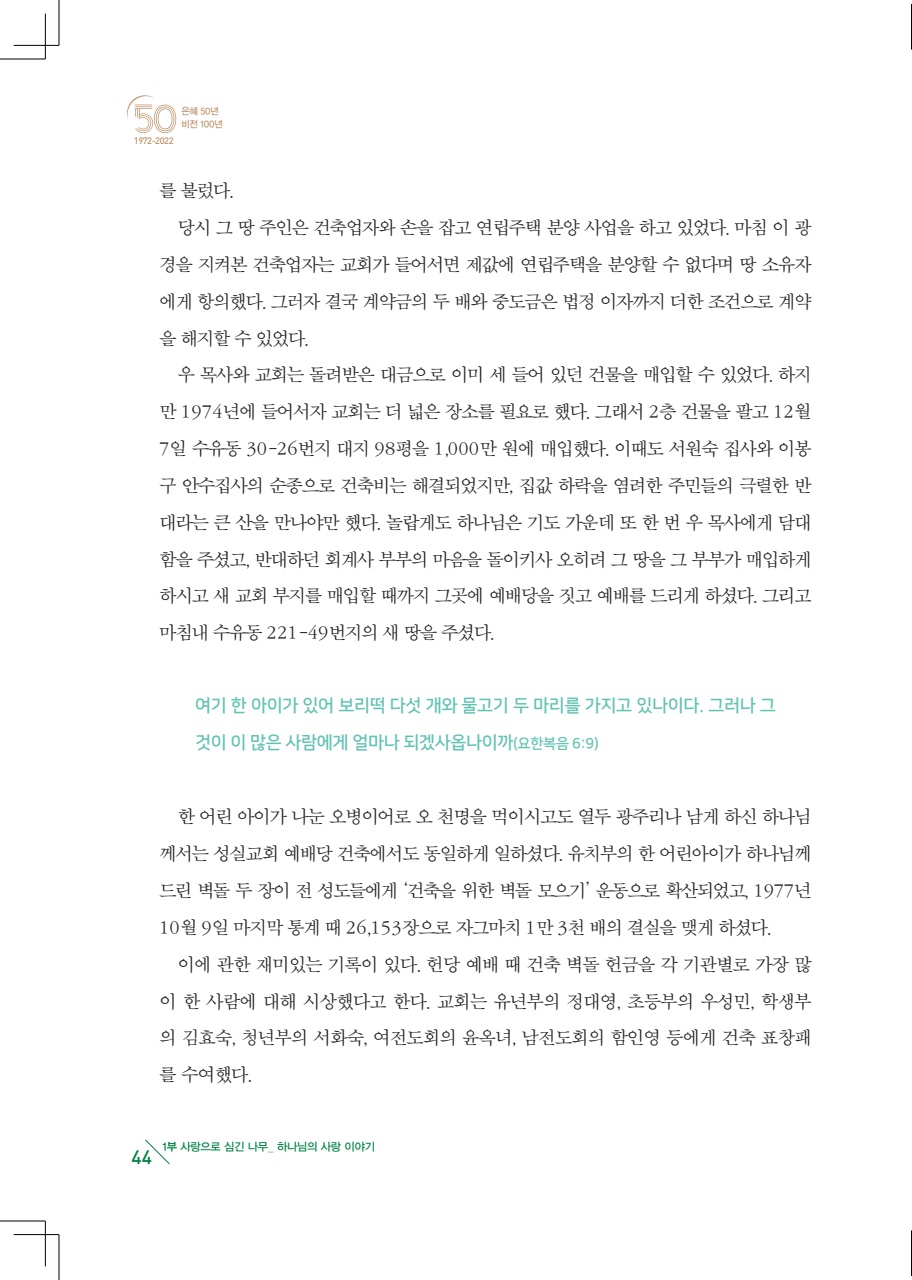 50
은혜 50년
비전 100년
1972-2022
를 불렀다.
당시 그 땅 주인은 건축업자와 손을 잡고 연립주택 분양 사업을 하고 있었다. 마침 이 광
경을 지켜본 건축업자는 교회가 들어서면 제값에 연립주택을 분양할 수 없다며 땅 소유자
에게 항의했다. 그러자 결국 계약금의 두 배와 중도금은 법정 이자까지 더한 조건으로 계약
을 해지할 수 있었다.
우 목사와 교회는 돌려받은 대금으로 이미 세 들어 있던 건물을 매입할 수 있었다. 하지
만 1974년에 들어서자 교회는 더 넓은 장소를 필요로 했다. 그래서 2층 건물을 팔고 12월
7일 수유동 30-26번지 대지 98평을 1,000만 원에 매입했다. 이때도 서원숙 집사와 이봉
구 안수집사의 순종으로 건축비는 해결되었지만, 집값 하락을 염려한 주민들의 극렬한 반
대라는 큰 산을 만나야만 했다. 놀랍게도 하나님은 기도 가운데 또 한 번 우 목사에게 담대
함을 주셨고, 반대하던 회계사 부부의 마음을 돌이키사 오히려 그 땅을 그 부부가 매입하게
하시고 새 교회 부지를 매입할 때까지 그곳에 예배당을 짓고 예배를 드리게 하셨다. 그리고
마침내 수유동 221-49번지의 새 땅을 주셨다.
여기 한 아이가 있어 보리떡 다섯 개와 물고기 두 마리를 가지고 있나이다. 그러나 그
것이 이 많은 사람에게 얼마나 되겠사옵나이까(요한복음 6:9)
한 어린 아이가 나눈 오병이어로 오 천명을 먹이시고도 열두 광주리나 남게 하신 하나님
께서는 성실교회 예배당 건축에서도 동일하게 일하셨다. 유치부의 한 어린아이가 하나님께
드린 벽돌 두 장이 전 성도들에게 ‘건축을 위한 벽돌 모으기’ 운동으로 확산되었고, 1977년
10월 9일 마지막 통계 때 26,153장으로 자그마치 1만 3천 배의 결실을 맺게 하셨다.
이에 관한 재미있는 기록이 있다. 헌당 예배 때 건축 벽돌 헌금을 각 기관별로 가장 많
이 한 사람에 대해 시상했다고 한다. 교회는 유년부의 정대영, 초등부의 우성민, 학생부
의 김효숙, 청년부의 서화숙, 여전도회의 윤옥녀, 남전도회의 함인영 등에게 건축 표창패
를 수여했다.
44 1부 사랑으로 심긴 나무_ 하나님의 사랑 이야기